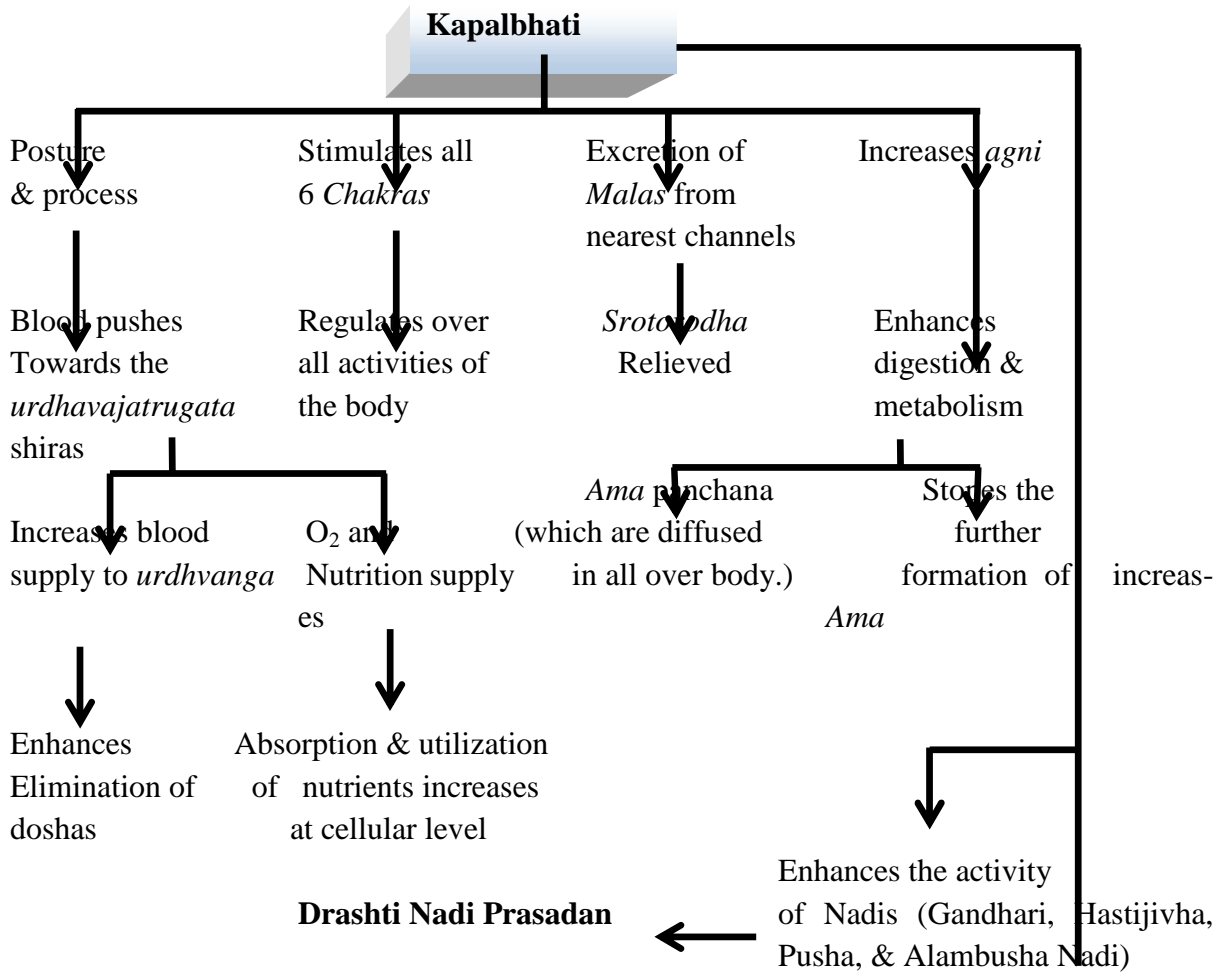 Kapalbhati
Posture
& process
Stimulates all
6 Chakras
Excretion of
Malas from
nearest channels
Increases agni
Blood pushes
Towards the
urdhavajatrugata
shiras
Regulates over
all activities of
the body
Srotorodha
Relieved
Enhances
digestion &
metabolism
Increases blood
supply to urdhvanga
O₂ and
Nutrition supply
es
Ama panchana
(which are diffused
in all over body.)
Stopes the
further
formation of increas-
Ama
Enhances
Elimination of
doshas
Absorption & utilization
of nutrients increases
at cellular level
Enhances the activity
of Nadis (Gandhari, Hastijivha,
Pusha, & Alambusha Nadi)
Drashti Nadi Prasadan